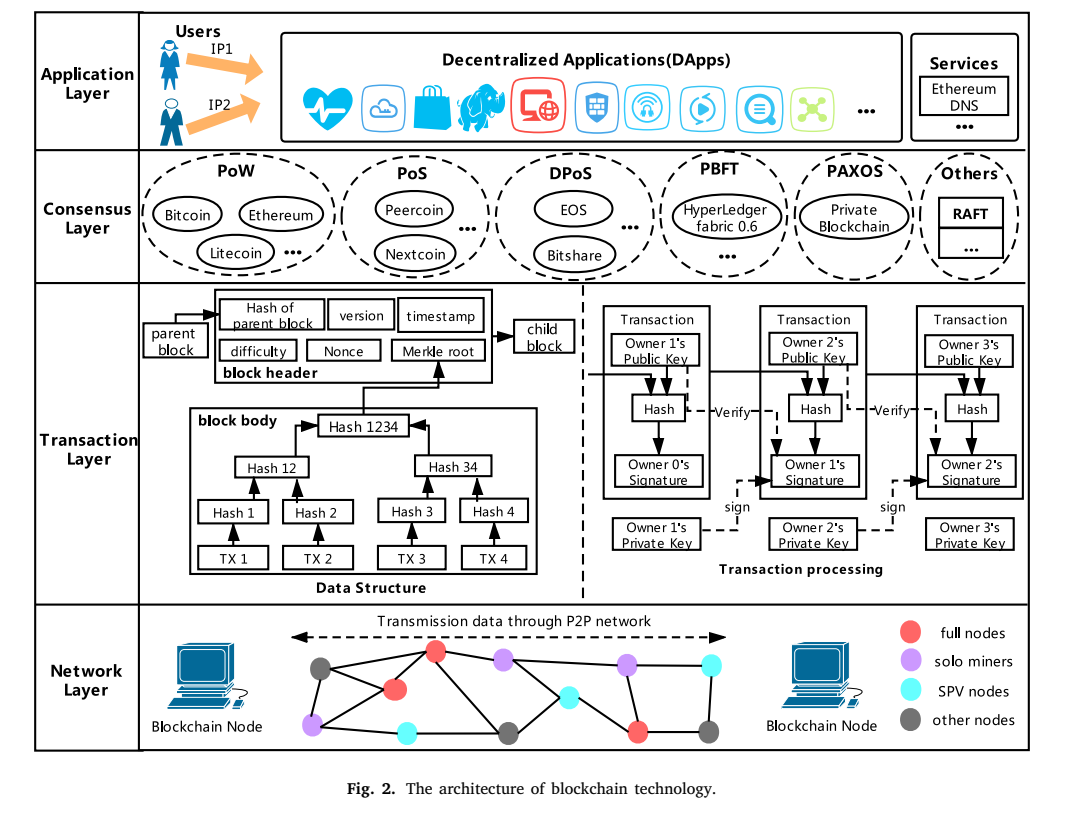 Application
Layer
Users
IP1
IP2
Decentralized Applications(DApps)
...
Services
Ethereum
DNS
...
Consensus
Layer
PoW
Bitcoin
Ethereum
Litecoin
...
PoS
Peercoin
...
Nextcoin
DPoS
EOS
...
Bitshare
PBFT
HyperLedger
fabric 0.6
...
PAXOS
Private
Blockchain
Others
RAFT
...
Transaction
Layer
parent
block
Hash of
parent block
version
timestamp
difficulty
Nonce
Merkle root
block header
child
block
block body
Hash 1234
Hash 12
Hash 34
Hash 1
Hash 2
Hash 3
Hash 4
TX 1
TX 2
TX 3
TX 4
Data Structure
Transaction
Owner 1's
Public Key
Hash
Verify
Owner 0's
Signature
sign
Owner 1's
Private Key
Transaction
Owner 2's
Public Key
Hash
Verify
Owner 1's
Signature
sign
Owner 2's
Private Key
Transaction
Owner 3's
Public Key
Hash
Owner 2's
Signature
Owner 3's
Private Key
Transaction processing
Network
Layer
Blockchain Node
Transmission data through P2P network
Blockchain Node
full nodes
solo miners
SPV nodes
other nodes
Fig. 2. The architecture of blockchain technology.